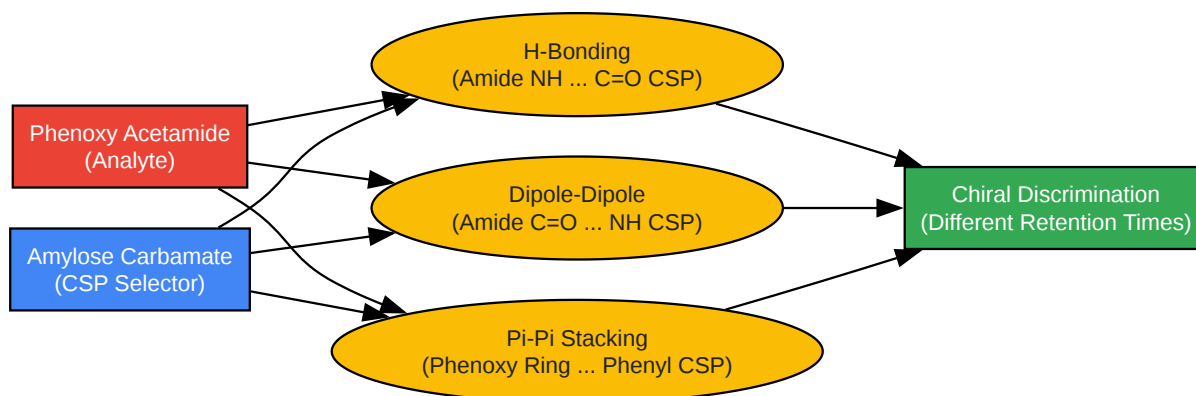 H-Bonding
(Amide NH ... C=O CSP)
Phenoxy Acetamide
(Analyte)
Dipole-Dipole
(Amide C=O ... NH CSP)
Chiral Discrimination
(Different Retention Times)
Amylose Carbamate
(CSP Selector)
Pi-Pi Stacking
(Phenoxy Ring ... Phenyl CSP)